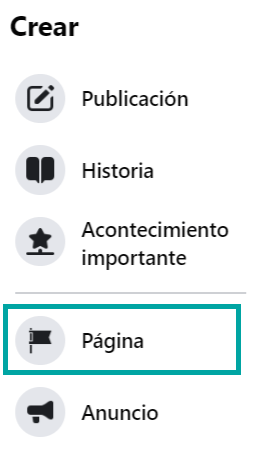 Crear
Publicación
Historia
Acontecimiento
importante
Página
Anuncio